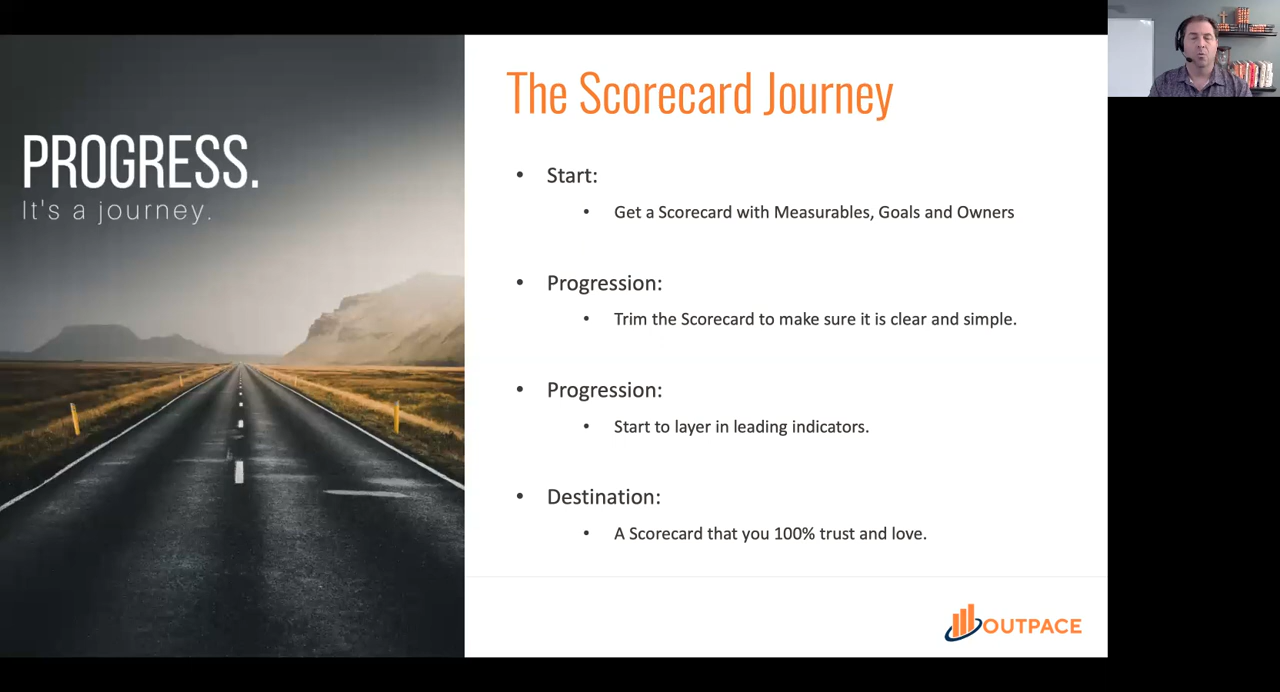 PROGRESS.
It's a journey.
The Scorecard Journey
• Start:
• Get a Scorecard with Measurables, Goals and Owners
• Progression:
• Trim the Scorecard to make sure it is clear and simple.
• Progression:
• Start to layer in leading indicators.
• Destination:
• A Scorecard that you 100% trust and love.
OUTPACE